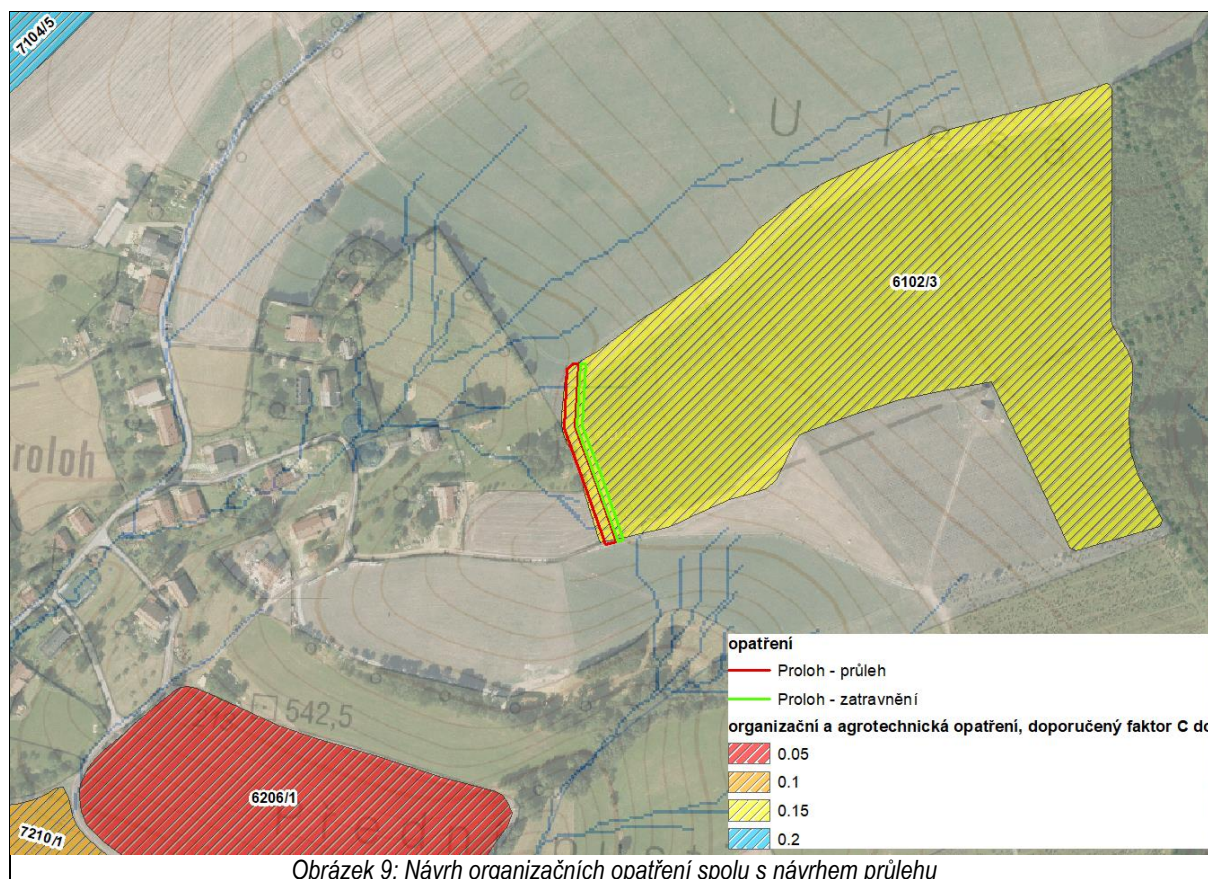 7104/5
U lesa
6102/3
roloh
542,5
6206/1
7210/1
opatření
Proloh - průleh
Proloh - zatravnění
organizační a agrotechnická opatření, doporučený faktor C do
0.05
0.1
0.15
0.2
Obrázek 9: Návrh organizačních opatření spolu s návrhem průlehu